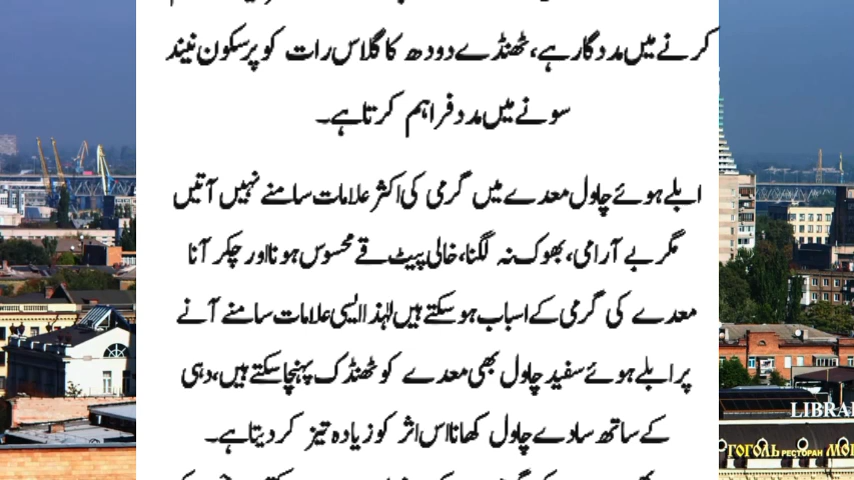 کرنے میں مددگار ہے، ٹھنڈے دودھ کا گلاس رات کو پرسکون نیند
سونے میں مدد فراہم کرتا ہے۔
ابلے ہوئے چاول معدے میں گرمی کی اکثر علامات سامنے نہیں آتیں
مگر بے آرامی، بھوک نہ لگنا، خالی پیٹ قے محسوس ہونا اور چکر آنا
معدے کی گرمی کے اسباب ہو سکتے ہیں لہٰذا ایسی علامات سامنے آنے
پر ابلے ہوئے سفید چاول بھی معدے کو ٹھنڈک پہنچا سکتے ہیں، دہی
کے ساتھ سادے چاول کھانا اس اثر کو زیادہ تیز کر دیتا ہے۔
LIBRA
ГОГОЛЬ РЕСТОРАН МО